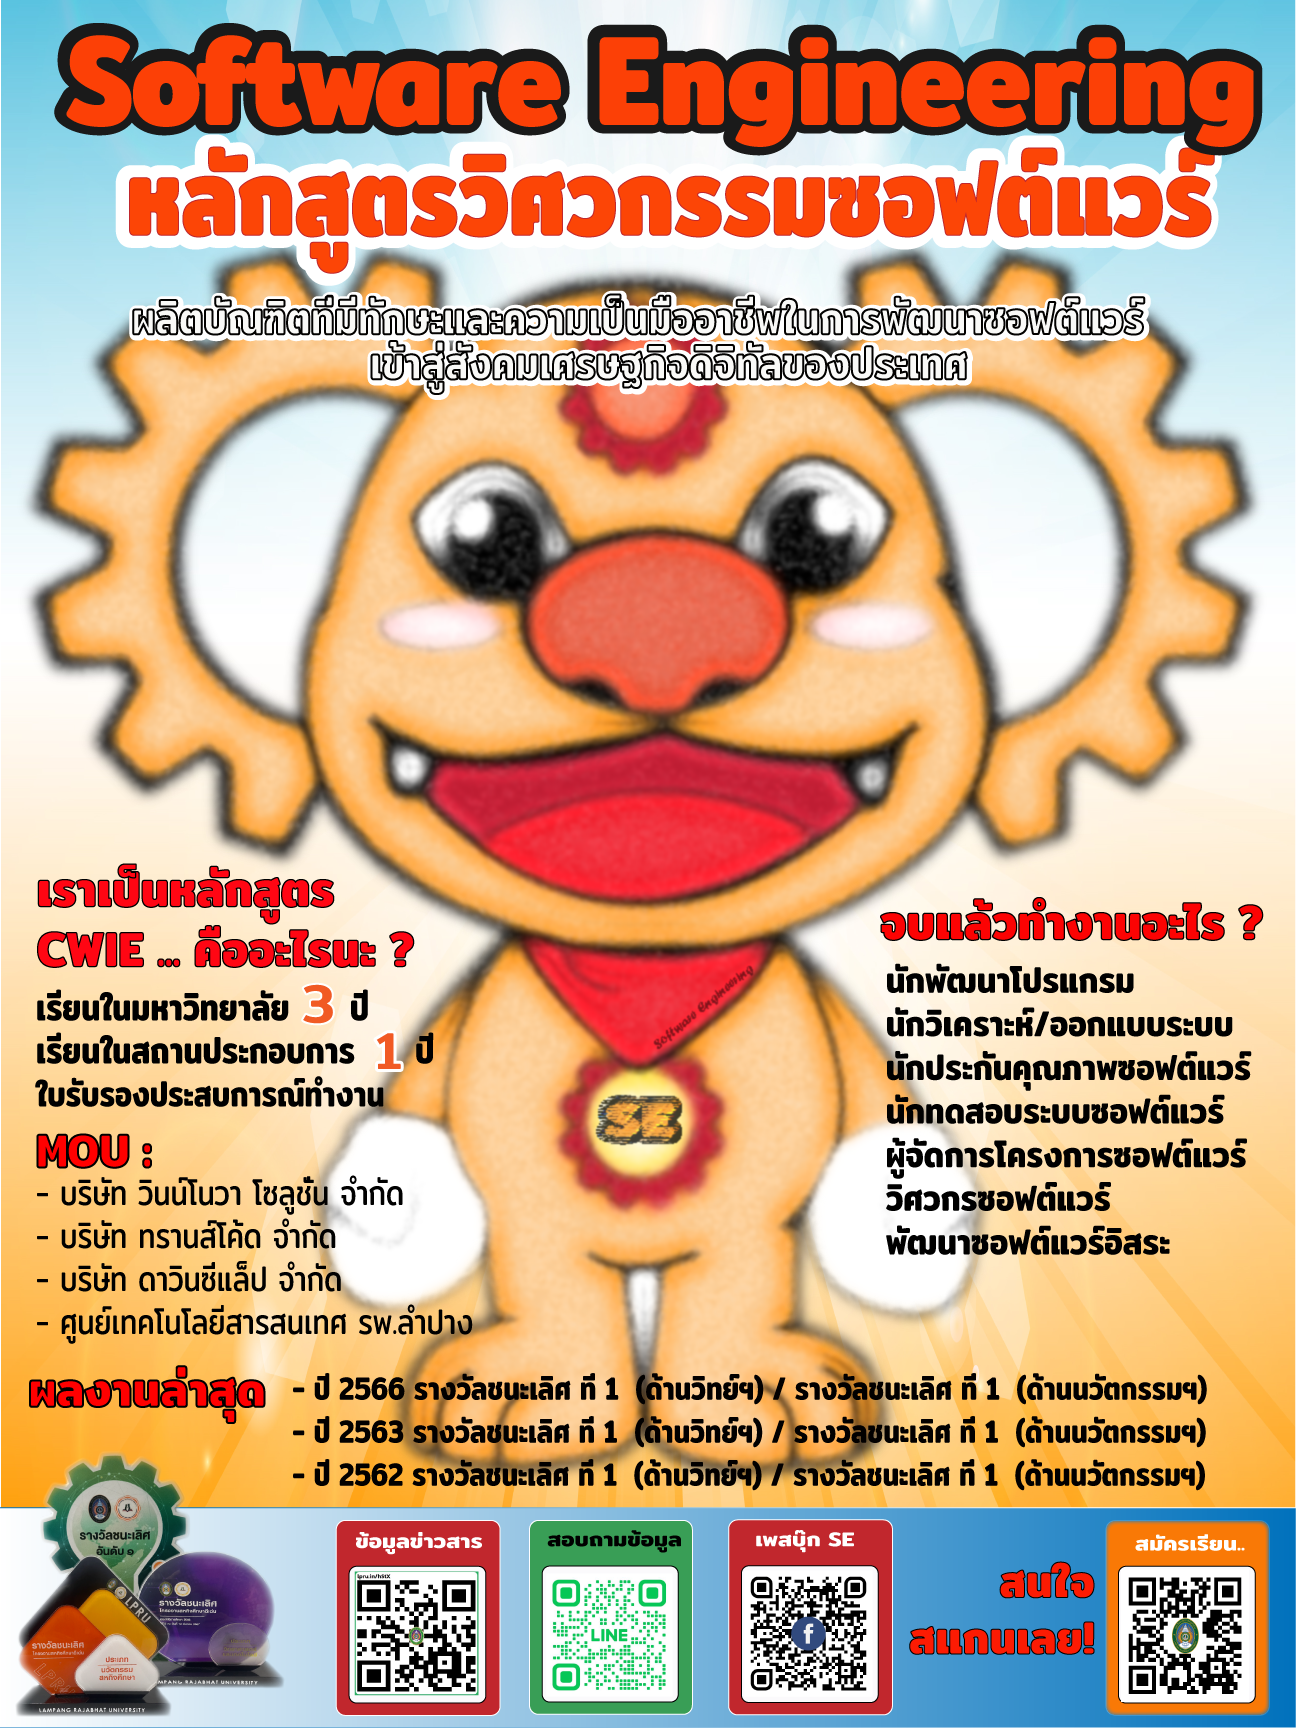 Software Engineering
หลักสูตรวิศวกรรมซอฟต์แวร์
ผลิตบัณฑิตที่มีทักษะและความเป็นมืออาชีพในการพัฒนาซอฟต์แวร์
เข้าสู่สังคมเศรษฐกิจดิจิทัลของประเทศ
เราเป็นหลักสูตร
CWIE ... คืออะไรนะ ?
เรียนในมหาวิทยาลัย 3 ปี
เรียนในสถานประกอบการ 1 ปี
ใบรับรองประสบการณ์ทำงาน
MOU :
- บริษัท วินน์โนวา โซลูชั่น จำกัด
- บริษัท ทรานส์โค้ด จำกัด
- บริษัท ดาวินซีแล็ป จำกัด
- ศูนย์เทคโนโลยีสารสนเทศ รพ.ลำปาง
จบแล้วทำงานอะไร ?
นักพัฒนาโปรแกรม
นักวิเคราะห์/ออกแบบระบบ
นักประกันคุณภาพซอฟต์แวร์
นักทดสอบระบบซอฟต์แวร์
ผู้จัดการโครงการซอฟต์แวร์
วิศวกรซอฟต์แวร์
พัฒนาซอฟต์แวร์อิสระ
Software Engineering
SE
ผลงานล่าสุด
- ปี 2566 รางวัลชนะเลิศ ที่ 1 (ด้านวิทย์ฯ) / รางวัลชนะเลิศ ที่ 1 (ด้านนวัตกรรมฯ)
- ปี 2563 รางวัลชนะเลิศ ที่ 1 (ด้านวิทย์ฯ) / รางวัลชนะเลิศ ที่ 1 (ด้านนวัตกรรมฯ)
- ปี 2562 รางวัลชนะเลิศ ที่ 1 (ด้านวิทย์ฯ) / รางวัลชนะเลิศ ที่ 1 (ด้านนวัตกรรมฯ)
รางวัลชนะเลิศ
อันดับ ๑
LPRU
รางวัลชนะเลิศ
รางวัลชนะเลิศ
ประเภท
นวัตกรรม
สหกิจศึกษา
LAMPANG RAJABHAT UNIVERSITY
RAJABHAT UNIVERSITY
ข้อมูลข่าวสาร
สอบถามข้อมูล
LINE
เพสบุ๊ก SE
f
สนใจ
สแกนเลย!
สมัครเรียน..